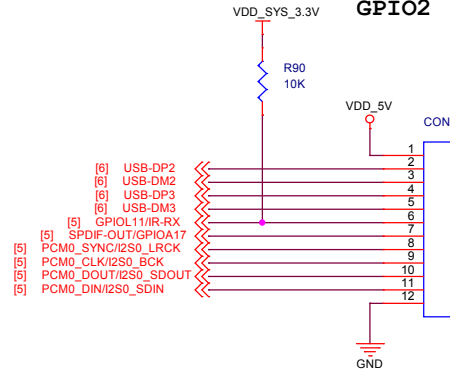 GPIO2
VDD_SYS_3.3V
R90
10K
VDD_5V
CON
1
[6] USB-DP2 2
[6] USB-DM2 3
[6] USB-DP3 4
[6] USB-DM3 5
[5] GPIOL11/IR-RX 6
[5] SPDIF-OUT/GPIOA17 7
[5] PCM0_SYNC/I2S0_LRCK 8
[5] PCM0_CLK/I2S0_BCK 9
[5] PCM0_DOUT/I2S0_SDOUT 10
[5] PCM0_DIN/I2S0_SDIN 11
12
GND